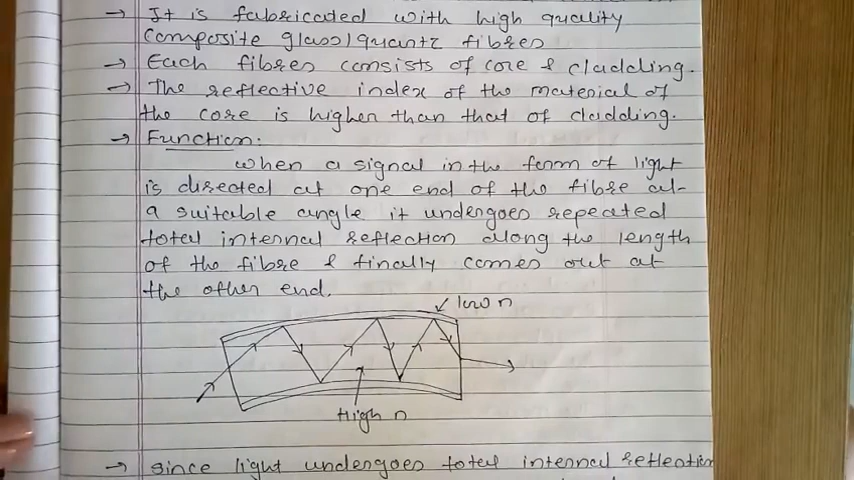 → It is fabricated with high quality
composite glass/quartz fibres
→ Each fibres consists of core & cladding.
→ The reflective index of the material of
the core is higher than that of cladding.
→ Function:
when a signal in the form of light
is directed at one end of the fibre at
a suitable angle it undergoes repeated
total internal reflection along the length
of the fibre & finally comes out at
the other end.
low n
High n
→ since light undergoes total internal reflection